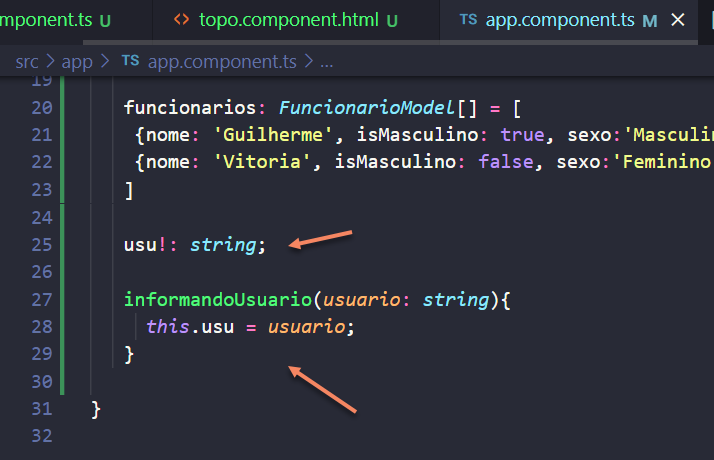 mponent.ts U
<> topo.component.html U
TS app.component.ts M ×
src > app > TS app.component.ts > ...
19
20 funcionarios: FuncionarioModel[] = [
21 {nome: 'Guilherme', isMasculino: true, sexo:'Masculin
22 {nome: 'Vitoria', isMasculino: false, sexo:'Feminino
23 ]
24
25 usu!: string;
26
27 informandoUsuario(usuario: string){
28 this.usu = usuario;
29 }
30
31 }
32